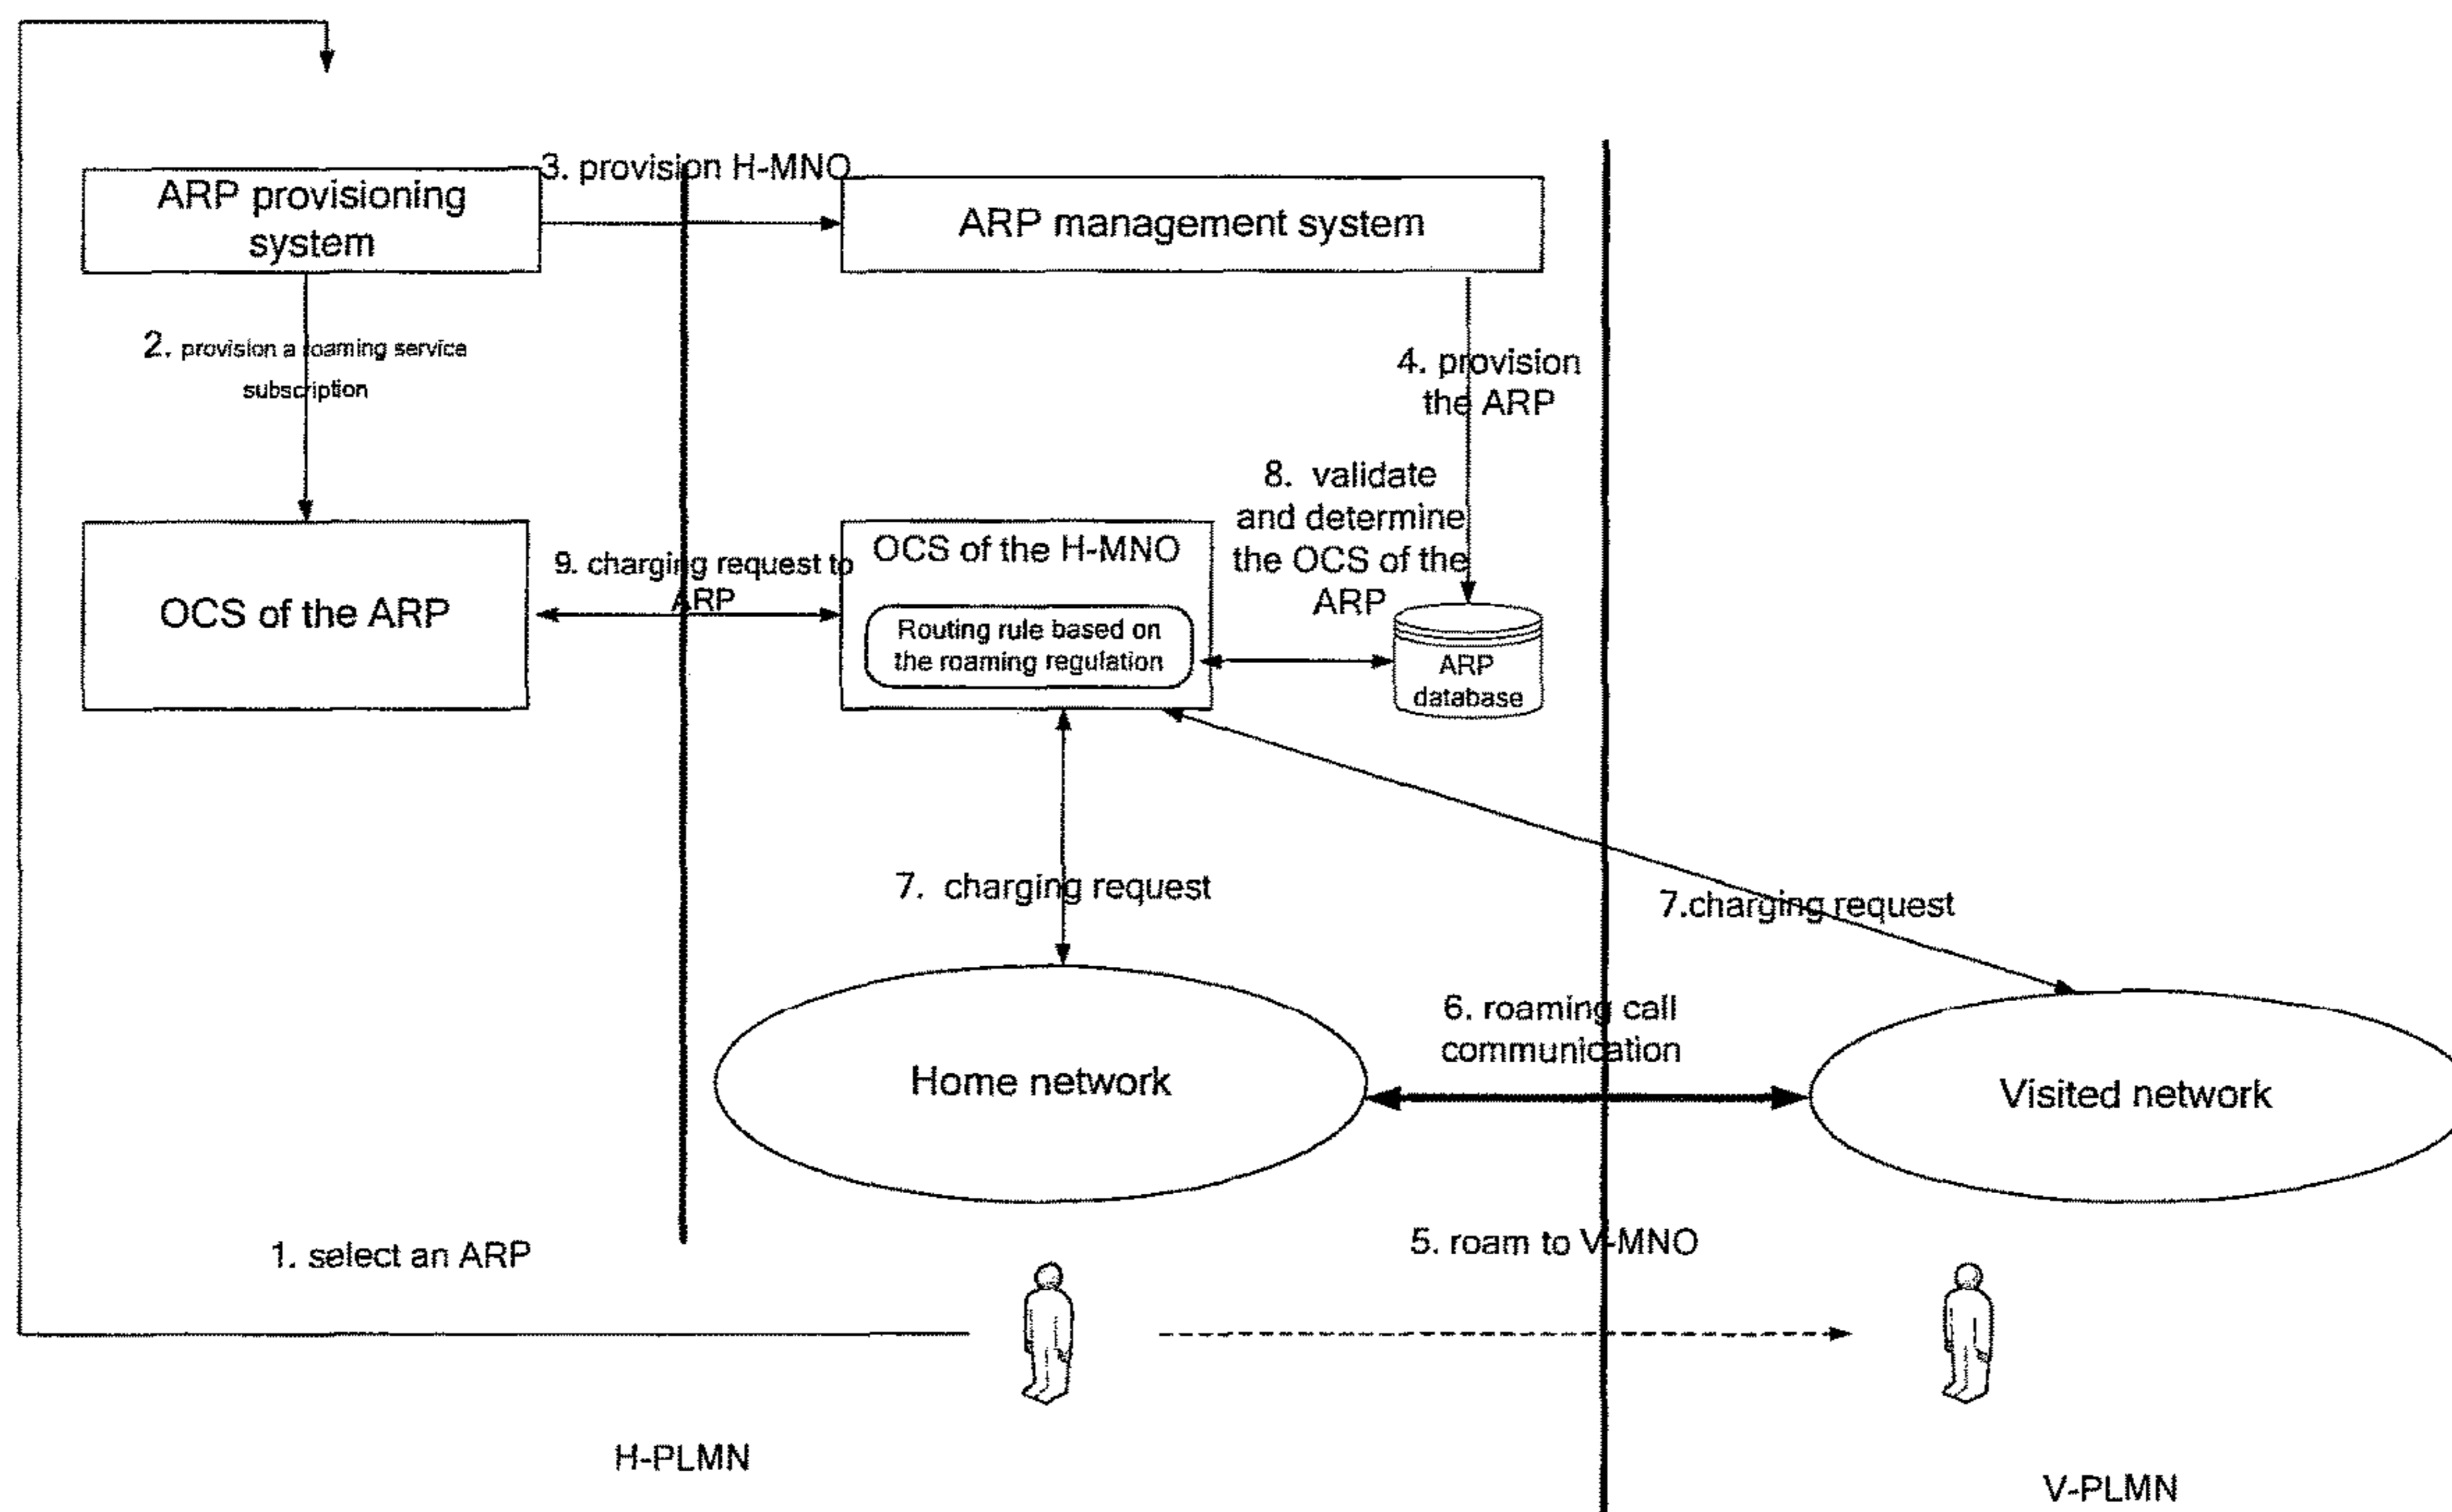 3. provision H-MNO
ARP provisioning
system
ARP management system
2. provision a roaming service
subscription
4. provision
the ARP
8. validate
and determine
the OCS of the
ARP
OCS of the ARP
9. charging request to
ARP
OCS of the H-MNO
Routing rule based on
the roaming regulation
ARP
database
7. charging request
7.charging request
6. roaming call
communication
Home network
Visited network
1. select an ARP
5. roam to V-MNO
H-PLMN
V-PLMN